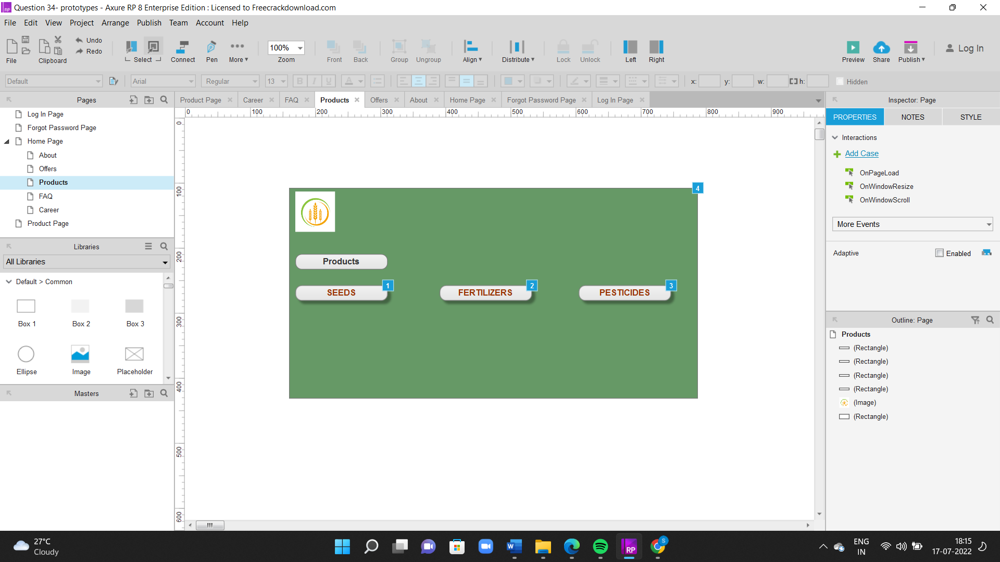 Question 34- prototypes - Axure RP 8 Enterprise Edition : Licensed to Freecrackdownload.com
File Edit View Project Arrange Publish Team Account Help
Undo
Redo
File Clipboard Select Connect Pen More 100% Zoom Front Back Group Ungroup Align Distribute Lock Unlock Left Right Preview Share Publish Log In
Default Arial Regular 13 B I U A x: y: w: h: Hidden
Pages
Log In Page
Forgot Password Page
Home Page
About
Offers
Products
FAQ
Career
Product Page
Libraries
All Libraries
Default > Common
Box 1 Box 2 Box 3
Ellipse Image Placeholder
Masters
Product Page Career FAQ Products Offers About Home Page Forgot Password Page Log In Page
0 100 200 300 400 500 600 700 800 900
0
100
200
300
400
500
600
4
Products
SEEDS 1 FERTILIZERS 2 PESTICIDES 3
Inspector: Page
PROPERTIES NOTES STYLE
Interactions
Add Case
OnPageLoad
OnWindowResize
OnWindowScroll
More Events
Adaptive Enabled
Outline: Page
Products
(Rectangle)
(Rectangle)
(Rectangle)
(Rectangle)
(Image)
(Rectangle)
27°C
Cloudy
W
RP
S
ENG
IN
18:15
17-07-2022